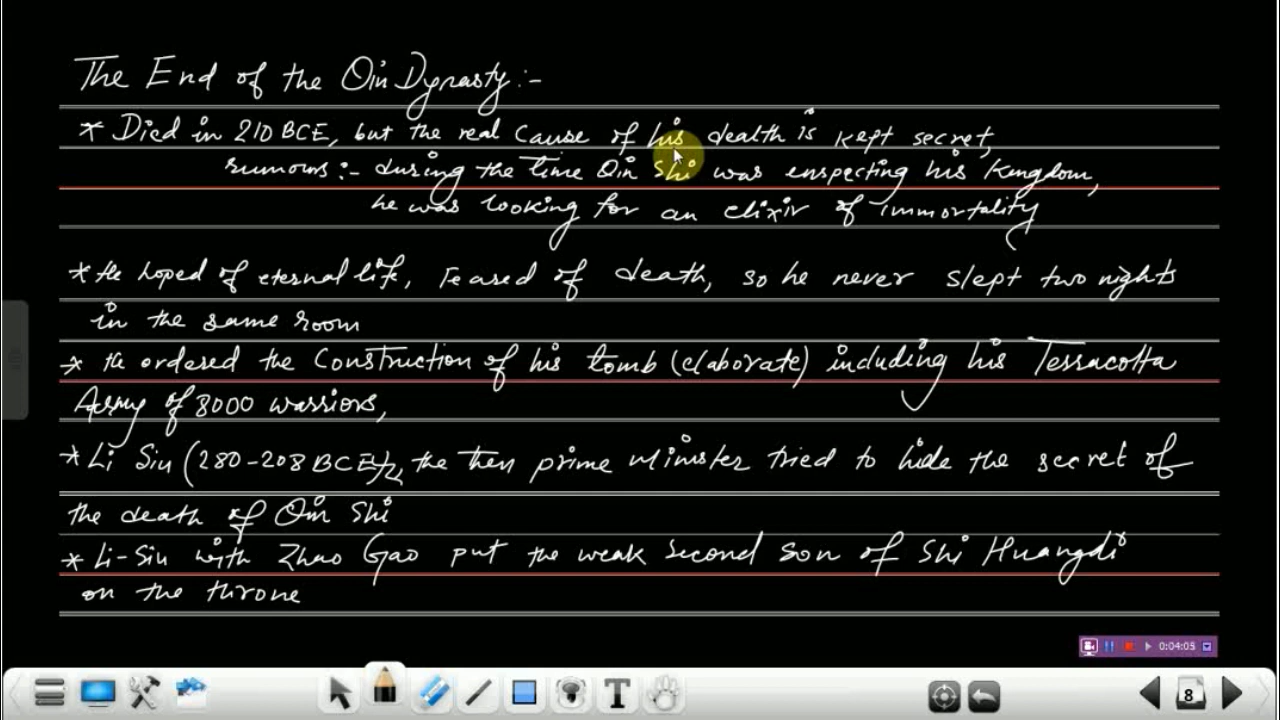 The End of the Qin Dynasty:-
* Died in 210 BCE, but the real cause of his dealth is kept secret,
rumours:- during the time Qin Shi was enspecting his Kingdom,
he was looking for an elixir of immortality
* He hoped of eternal life, Feared of death, so he never slept two nights
in the same room
* He ordered the Construction of his tomb (elaborate) including his Terracotta
Army of 8000 warriors,
* Li Siu (280-208 BCE), the then prime Minister tried to hide the secret of
the death of Qin Shi
* Li-Siu with Zhao Gao put the weak second son of Shi Huangdi
on the throne
0:04:05
T
8